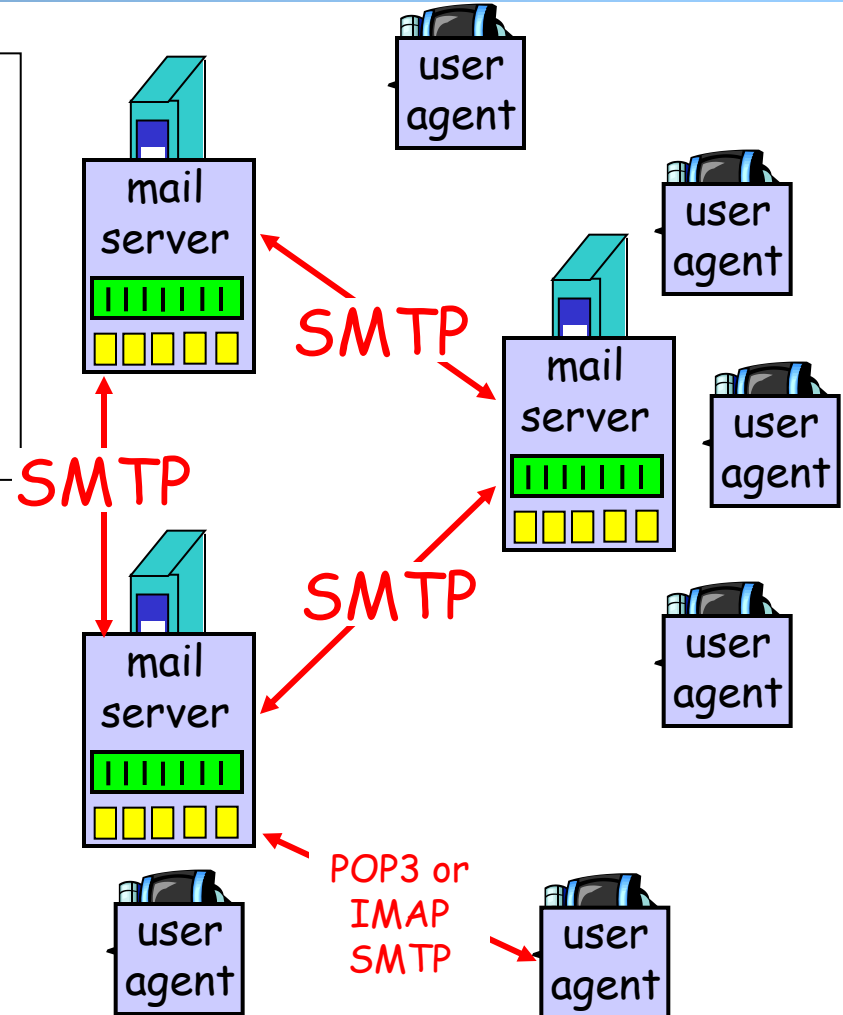 user
agent
mail
server
user
agent
SMTP
mail
server
user
agent
SMTP
SMTP
user
agent
mail
server
POP3 or
IMAP
SMTP
user
agent
user
agent